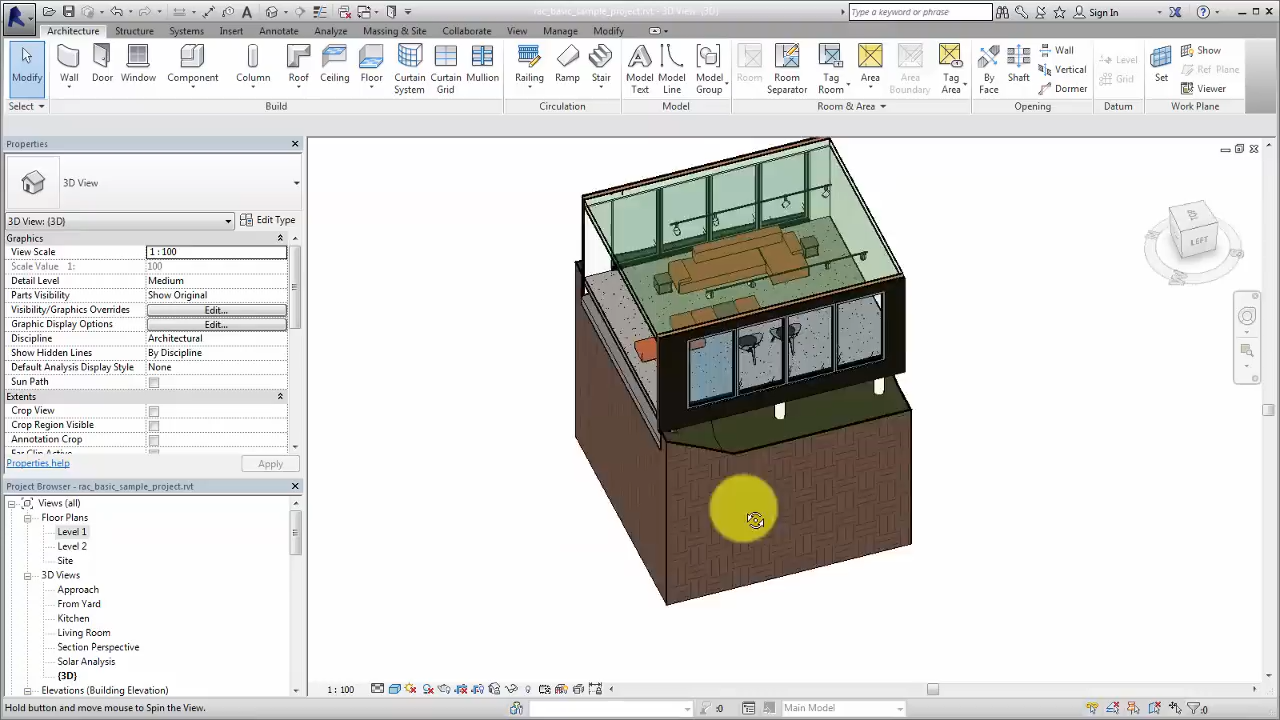 rac_basic_sample_project.rvt - 3D View: {3D}
Type a keyword or phrase
Sign In
Architecture Structure Systems Insert Annotate Analyze Massing & Site Collaborate View Manage Modify
Modify Wall Door Window Component Column Roof Ceiling Floor Curtain System Curtain Grid Mullion Railing Ramp Stair Model Text Model Line Model Group Room Room Separator Tag Room Area Area Boundary Tag Area By Face Shaft Wall Vertical Dormer Level Grid Set Show Ref Plane Viewer
Select Build Circulation Model Room & Area Opening Datum Work Plane
Properties
3D View
3D View: {3D} Edit Type
Graphics
View Scale 1 : 100
Scale Value 1: 100
Detail Level Medium
Parts Visibility Show Original
Visibility/Graphics Overrides Edit...
Graphic Display Options Edit...
Discipline Architectural
Show Hidden Lines By Discipline
Default Analysis Display Style None
Sun Path
Extents
Crop View
Crop Region Visible
Annotation Crop
Far Clip Active
Properties help Apply
Project Browser - rac_basic_sample_project.rvt
Views (all)
Floor Plans
Level 1
Level 2
Site
3D Views
Approach
From Yard
Kitchen
Living Room
Section Perspective
Solar Analysis
{3D}
Elevations (Building Elevation)
LEFT
1 : 100
Hold button and move mouse to Spin the View.
:0
Main Model
:0